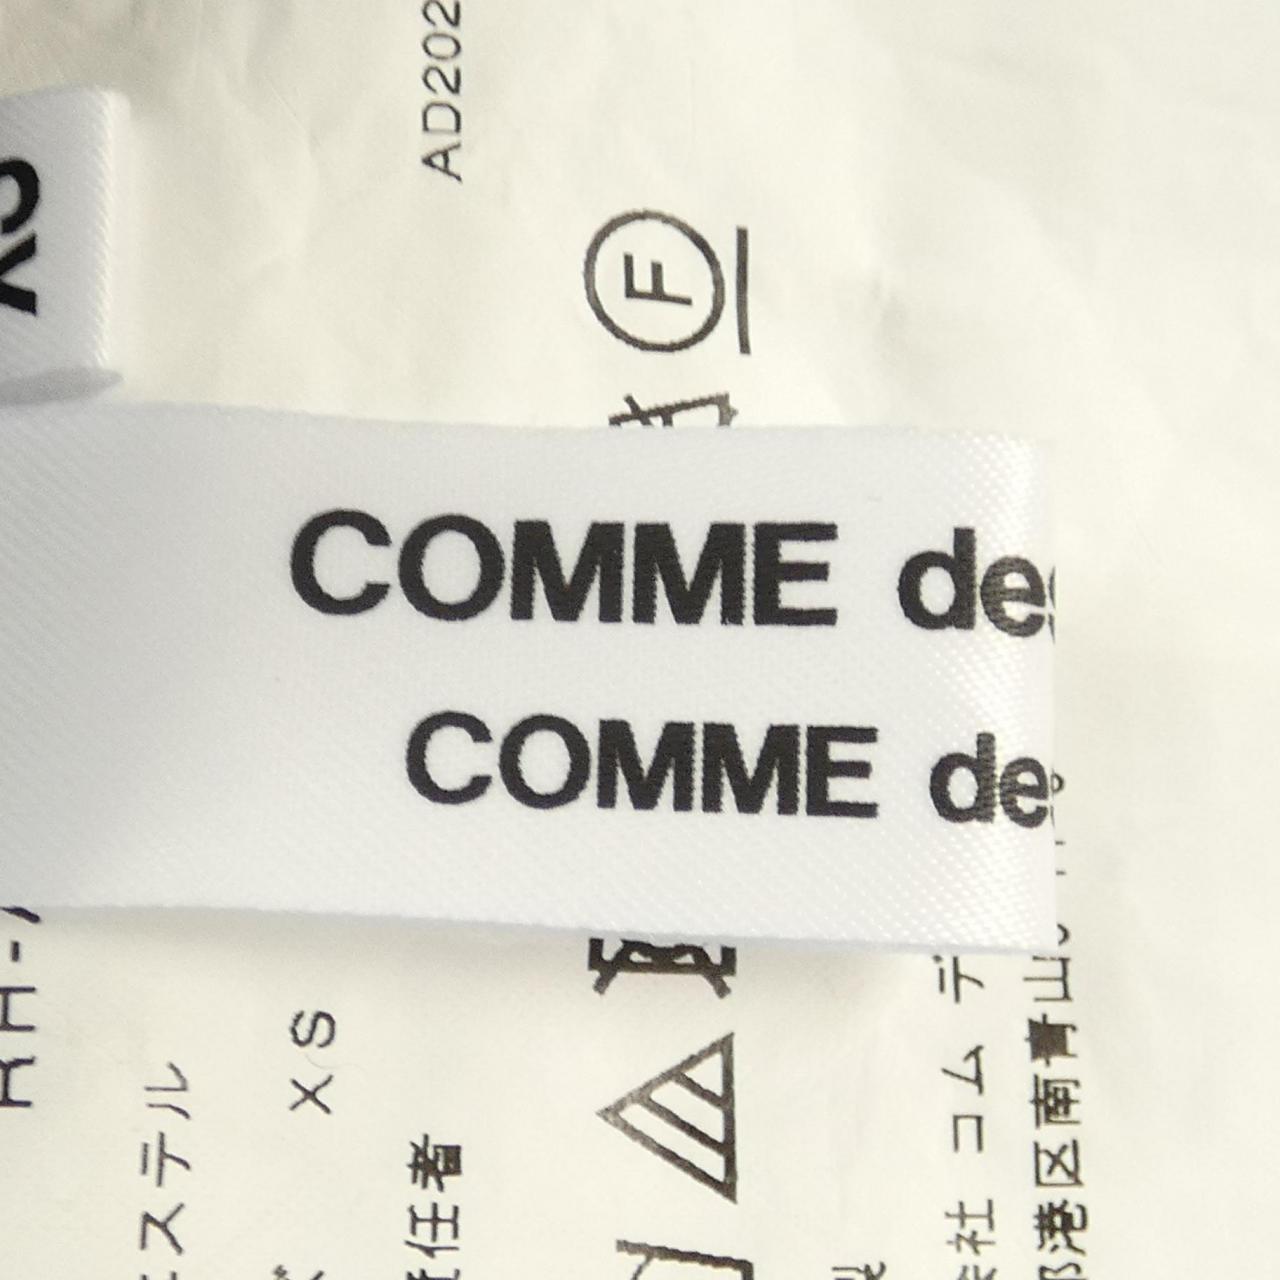 COMME de
COMME de
XS
AD202
F
RH-
ステル
XS
任者
社 コム デ
港区南青山